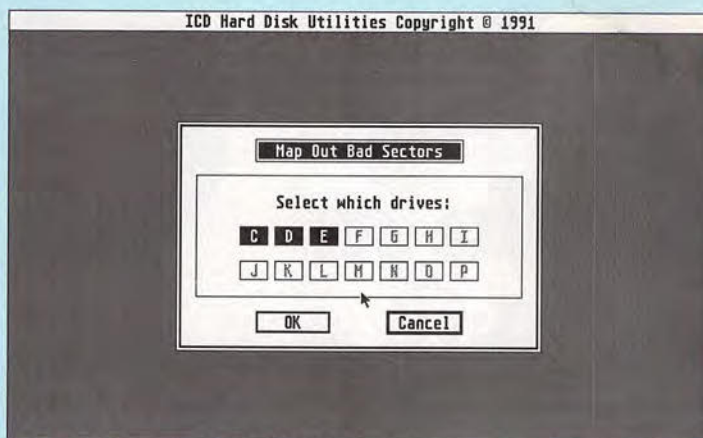 ICD Hard Disk Utilities Copyright © 1991
Map Out Bad Sectors
Select which drives:
C D E F G H I
J K L M N O P
OK Cancel